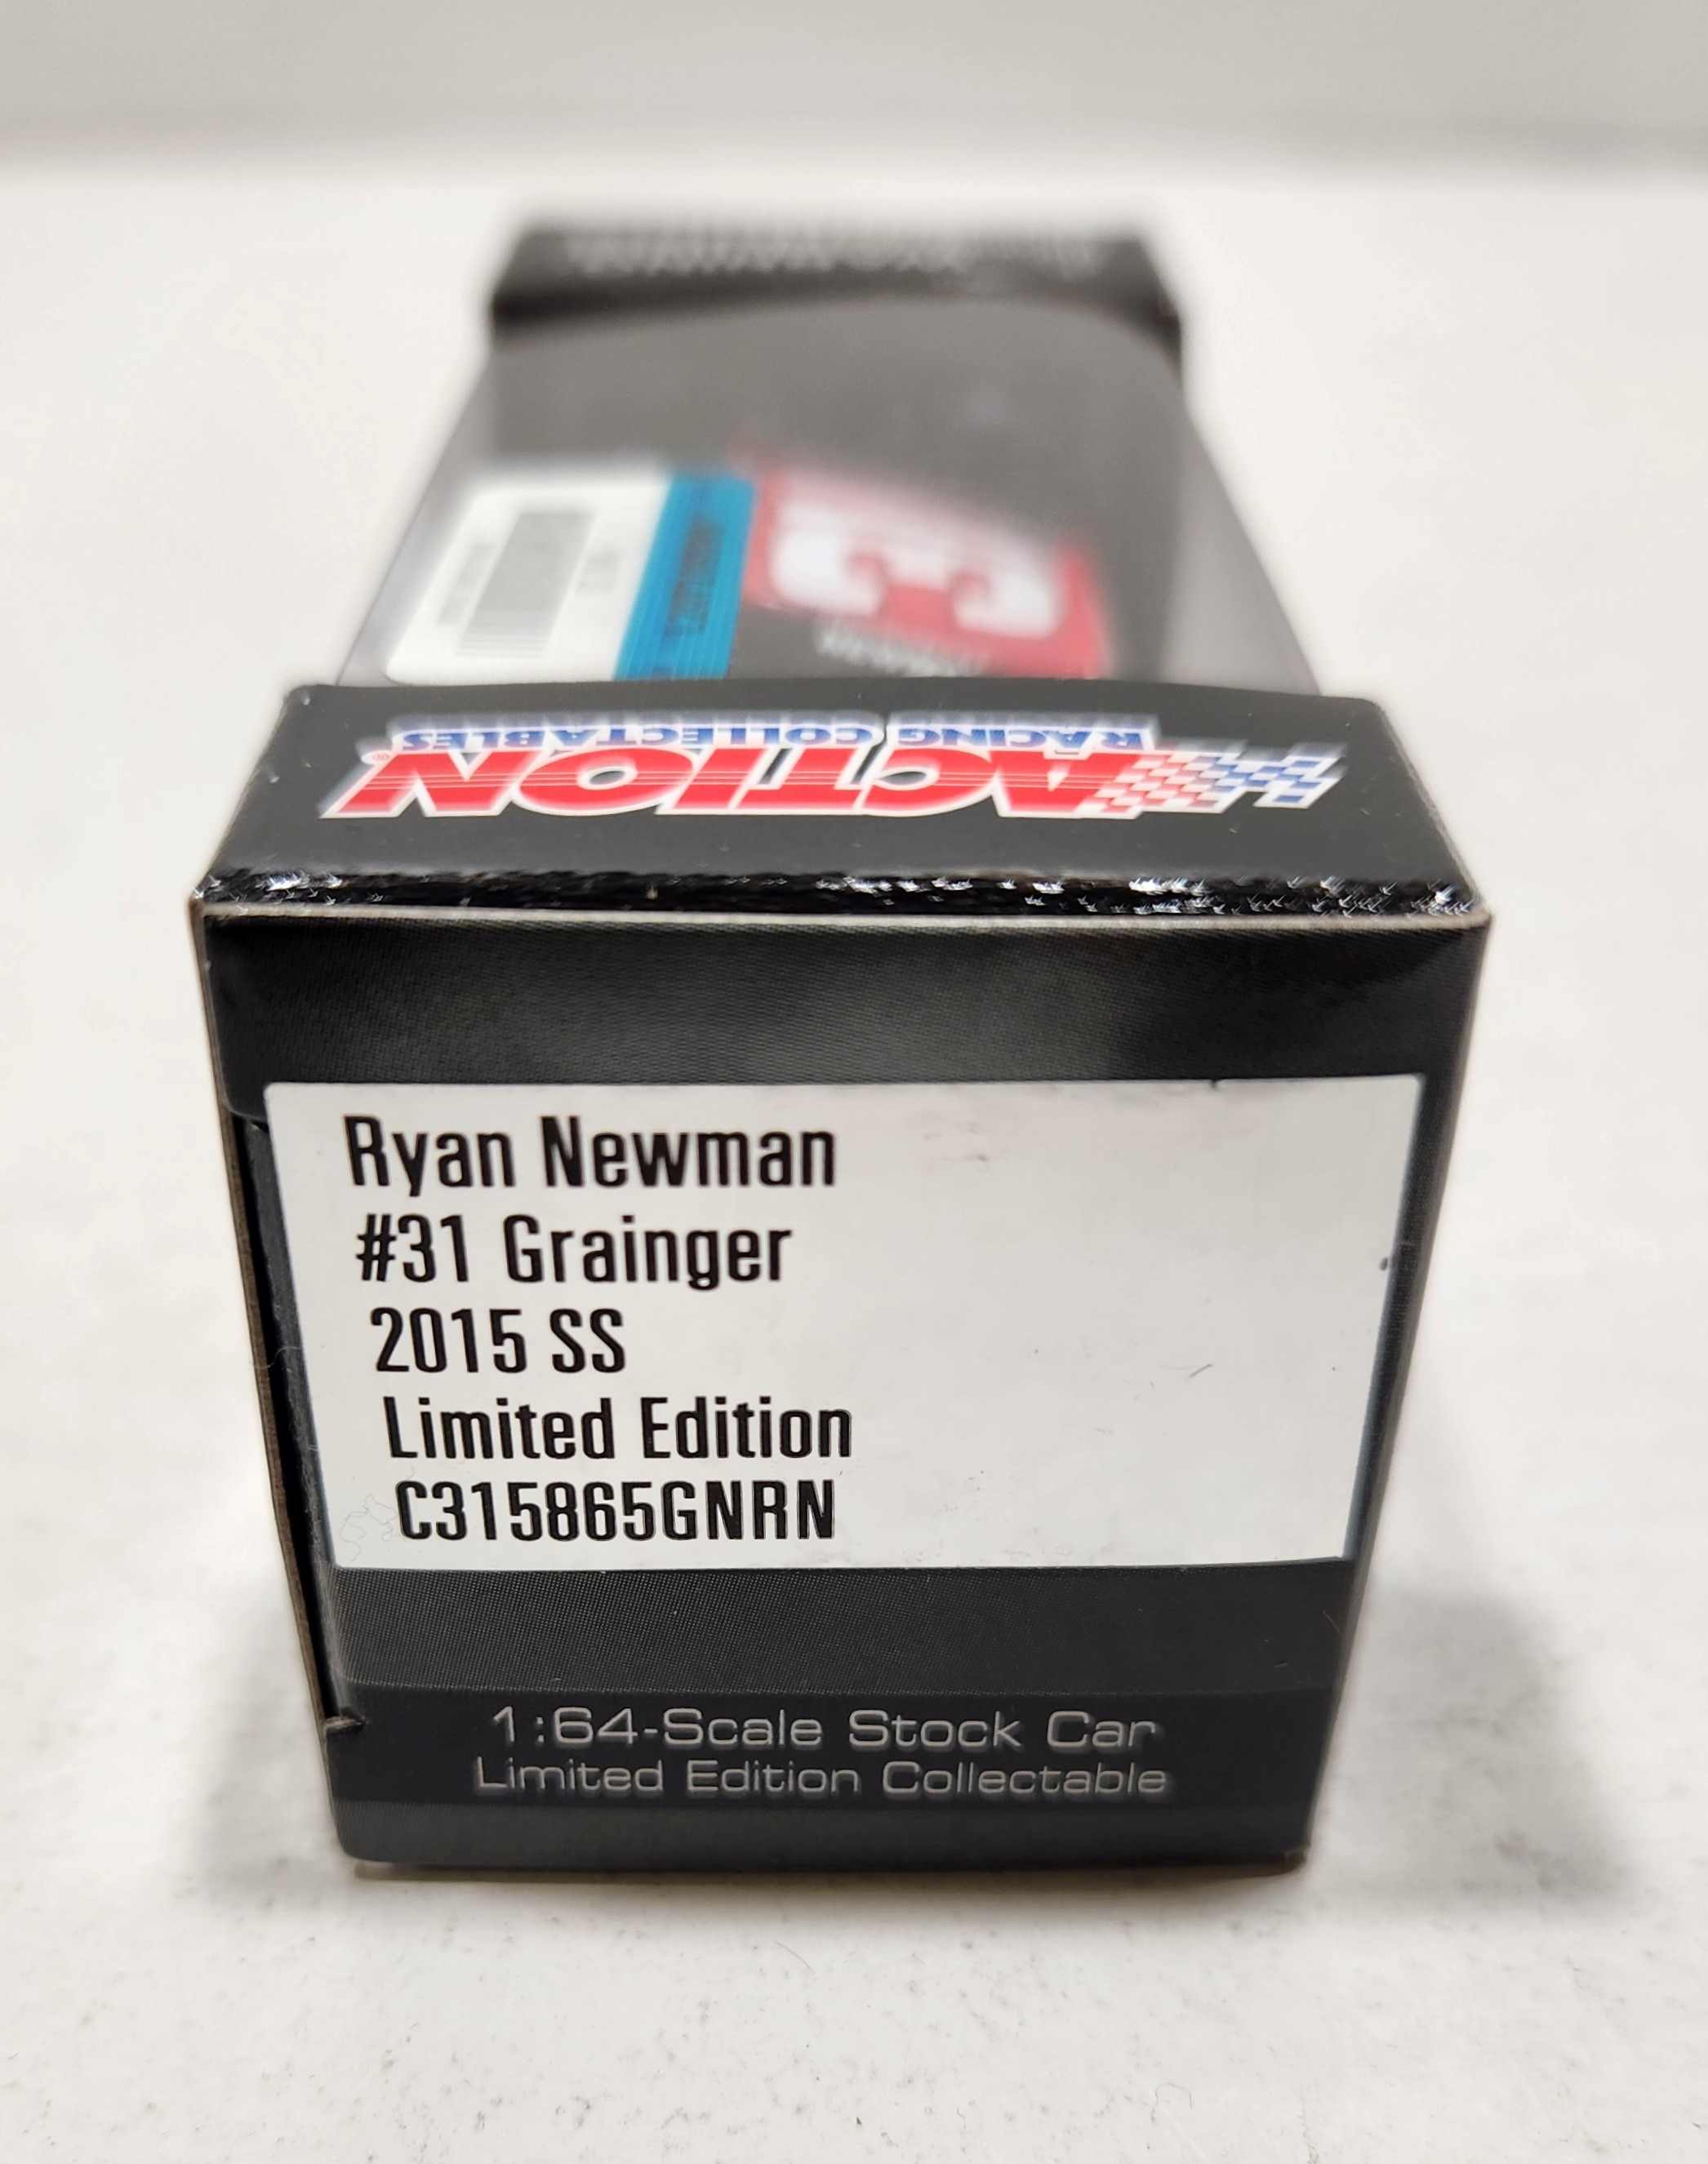 ACTION®
RACING COLLECTABLES
Ryan Newman
#31 Grainger
2015 SS
Limited Edition
C315865GNRN
1:64-Scale Stock Car
Limited Edition Collectable